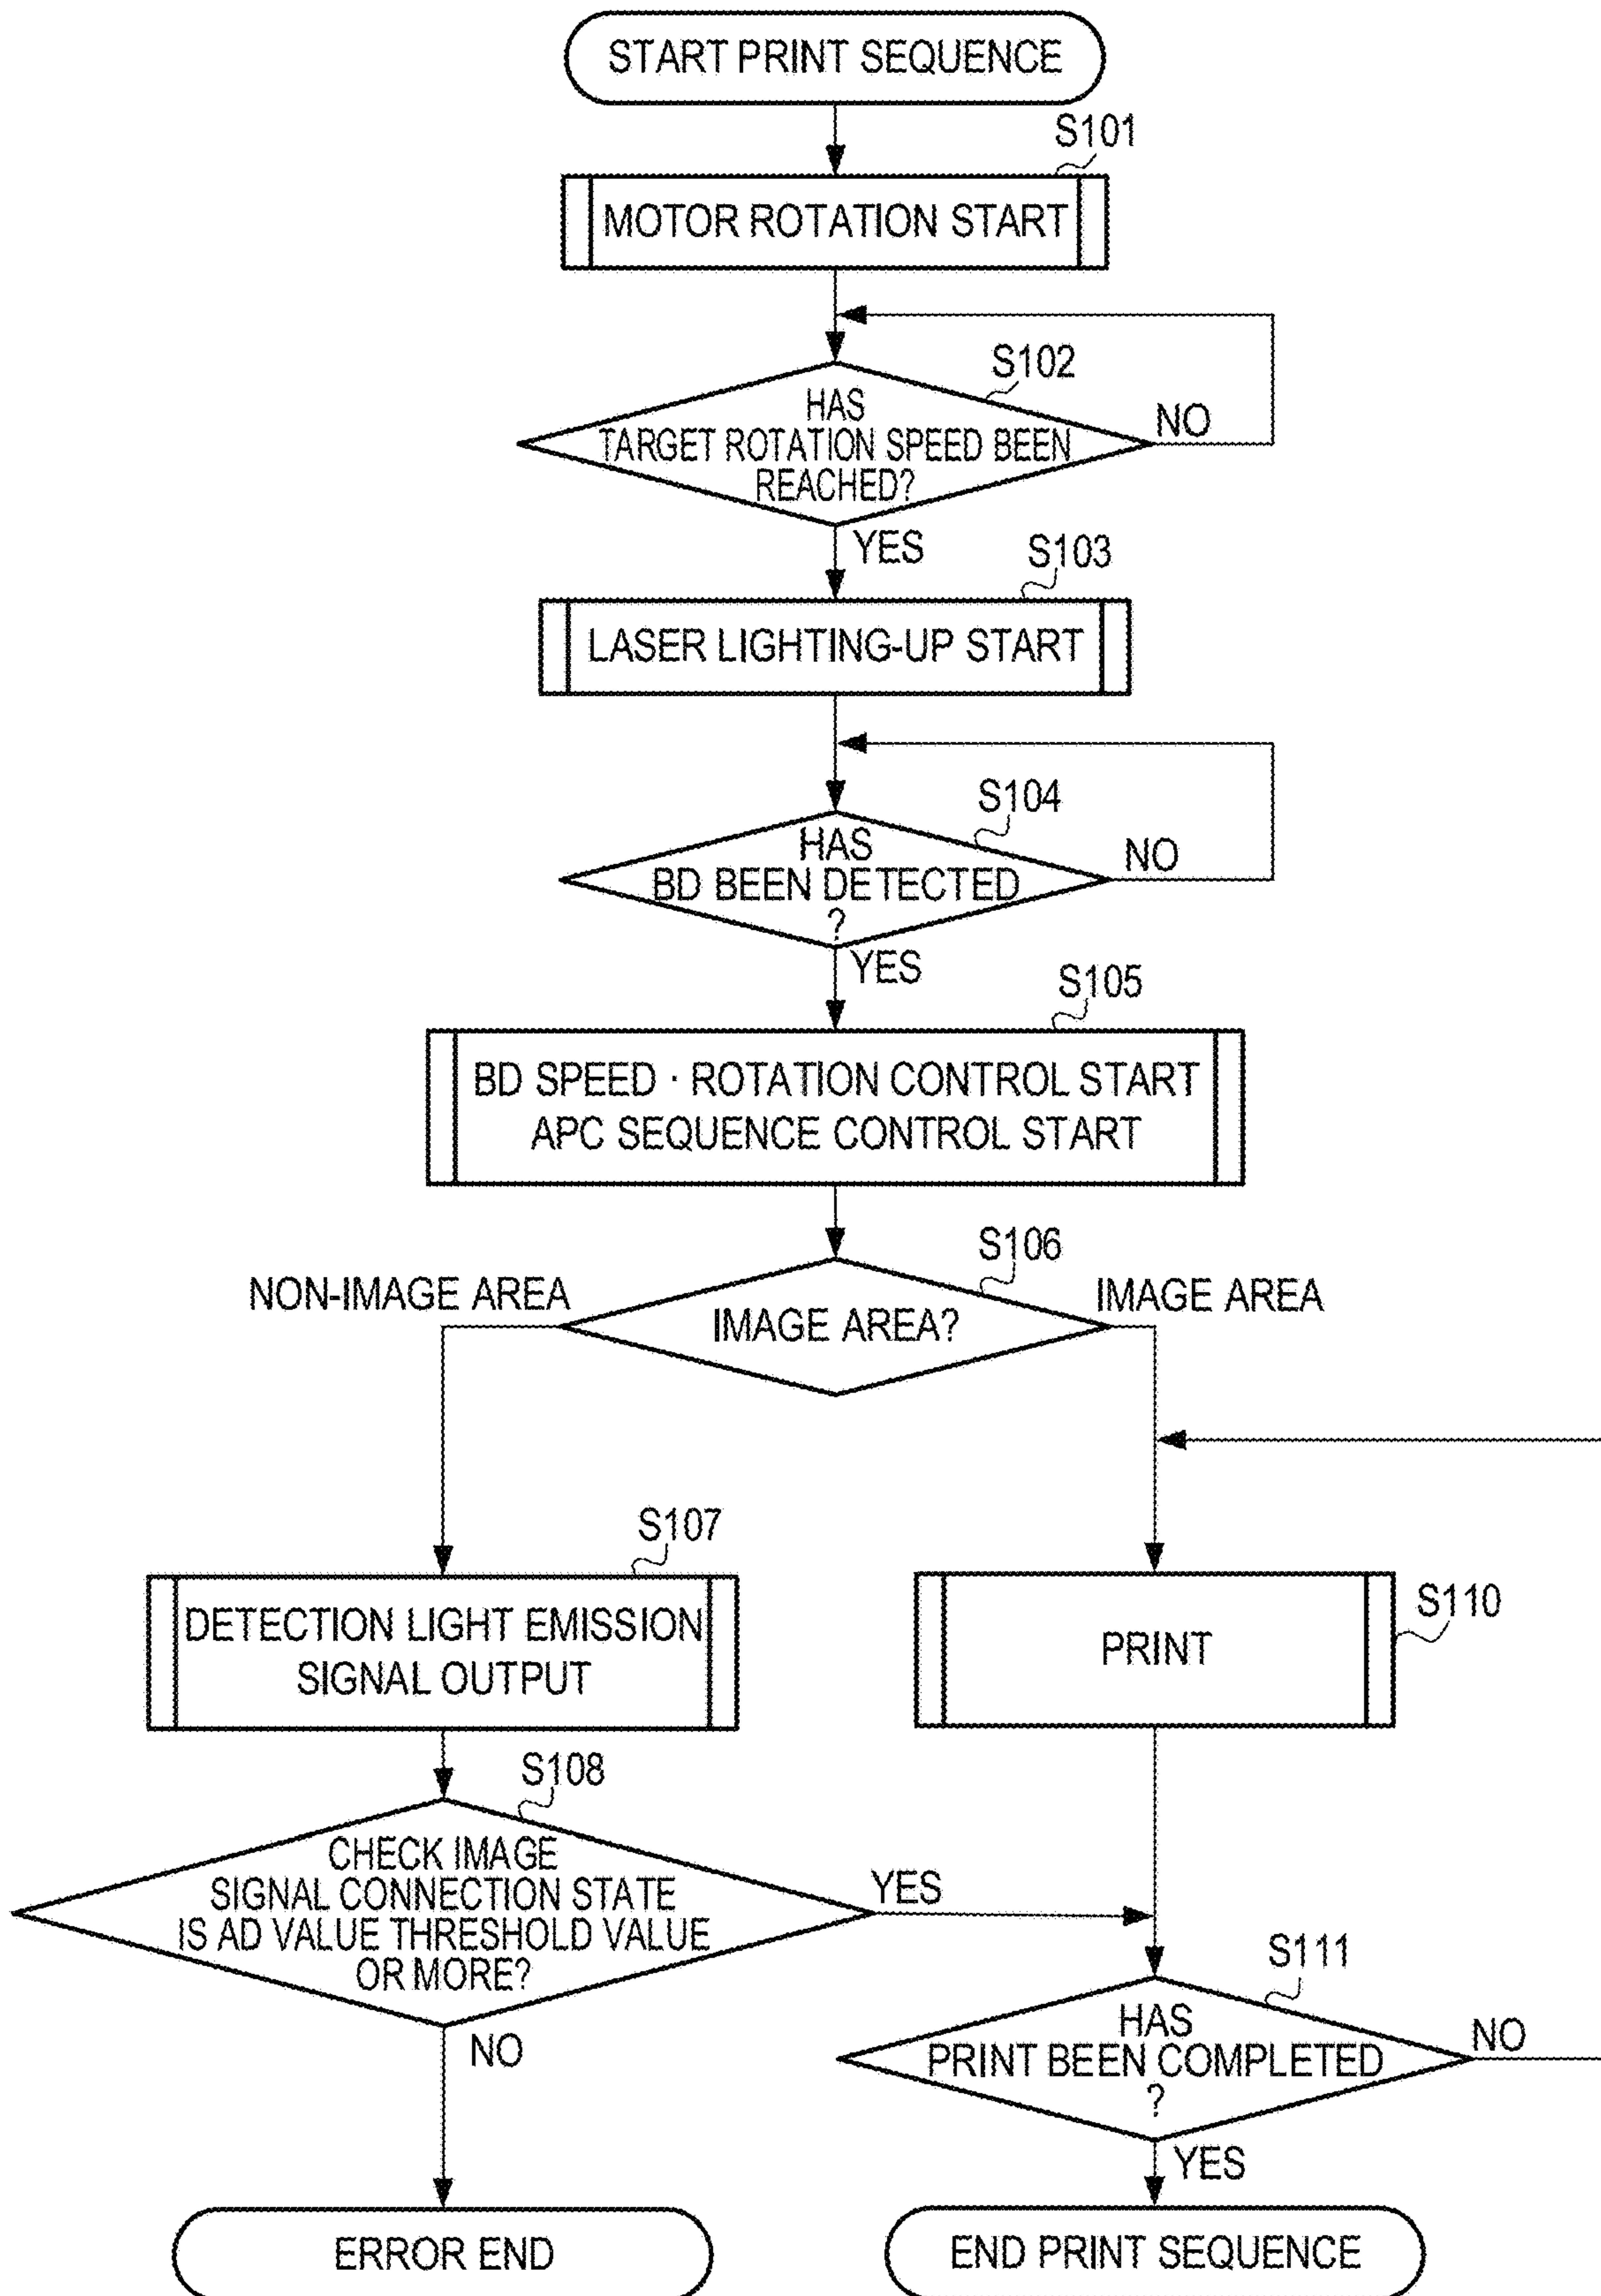 START PRINT SEQUENCE
S101
MOTOR ROTATION START
S102
HAS
TARGET ROTATION SPEED BEEN
REACHED?
NO
YES
S103
LASER LIGHTING-UP START
S104
HAS
BD BEEN DETECTED
?
NO
YES
S105
BD SPEED · ROTATION CONTROL START
APC SEQUENCE CONTROL START
S106
NON-IMAGE AREA
IMAGE AREA?
IMAGE AREA
S107
DETECTION LIGHT EMISSION
SIGNAL OUTPUT
S110
PRINT
S108
CHECK IMAGE
SIGNAL CONNECTION STATE
IS AD VALUE THRESHOLD VALUE
OR MORE?
YES
NO
S111
HAS
PRINT BEEN COMPLETED
?
NO
YES
ERROR END
END PRINT SEQUENCE